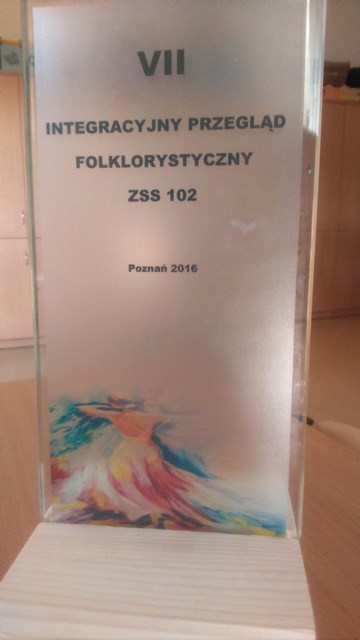 VII
INTEGRACYJNY PRZEGLĄD
FOLKLORYSTYCZNY
ZSS 102
Poznań 2016